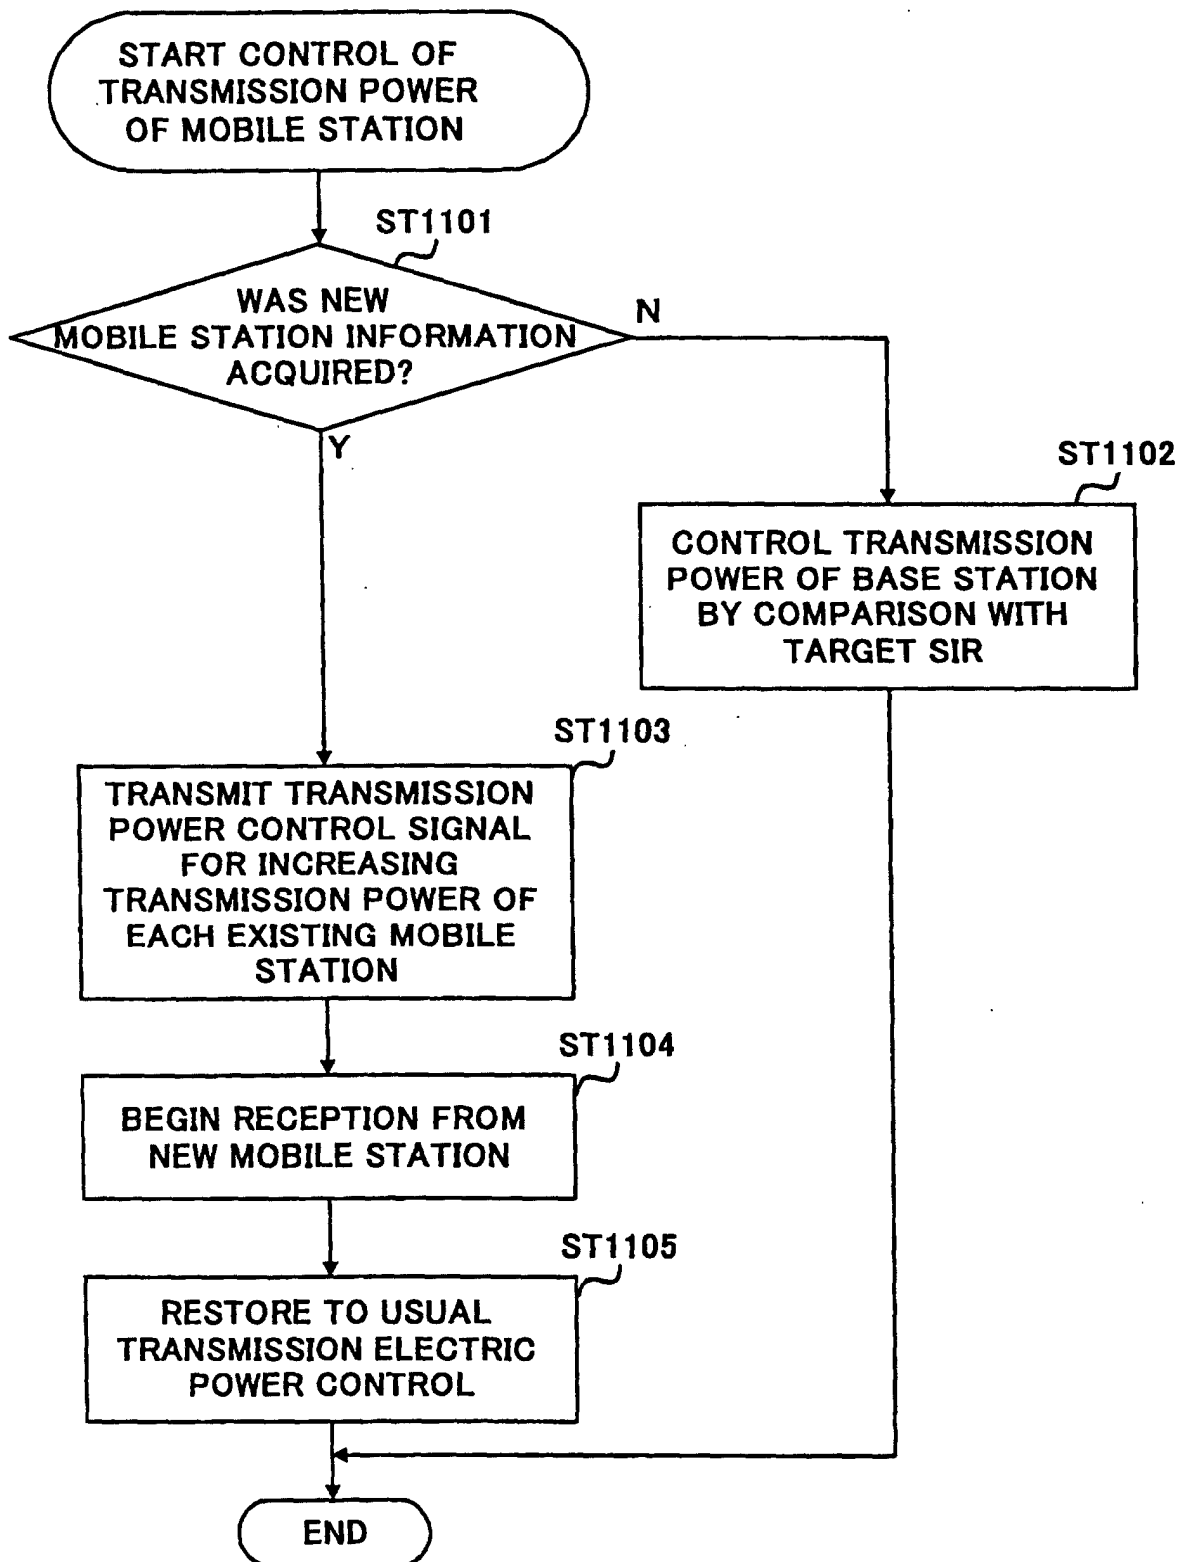 START CONTROL OF
TRANSMISSION POWER
OF MOBILE STATION
ST1101
WAS NEW
MOBILE STATION INFORMATION
ACQUIRED?
N
Y
ST1102
CONTROL TRANSMISSION
POWER OF BASE STATION
BY COMPARISON WITH
TARGET SIR
ST1103
TRANSMIT TRANSMISSION
POWER CONTROL SIGNAL
FOR INCREASING
TRANSMISSION POWER OF
EACH EXISTING MOBILE
STATION
ST1104
BEGIN RECEPTION FROM
NEW MOBILE STATION
ST1105
RESTORE TO USUAL
TRANSMISSION ELECTRIC
POWER CONTROL
END